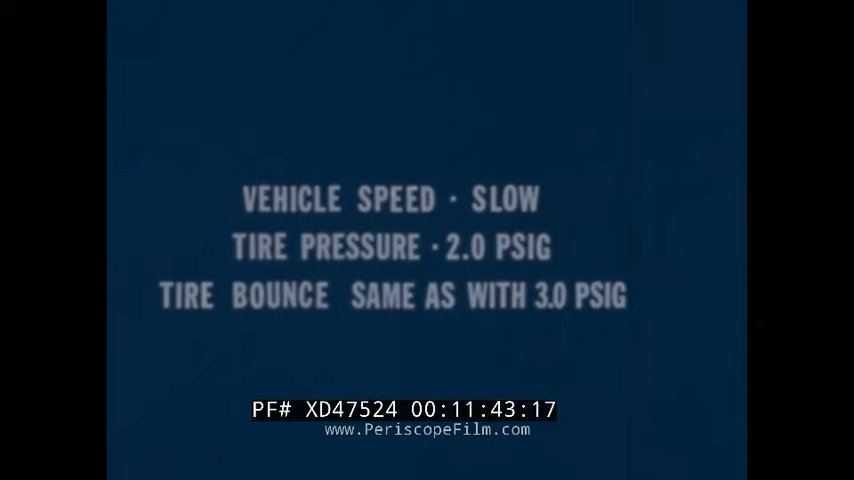 VEHICLE SPEED · SLOW
TIRE PRESSURE · 2.0 PSIG
TIRE BOUNCE SAME AS WITH 3.0 PSIG
PF# XD47524 00:11:43:17
www.PeriscopeFilm.com